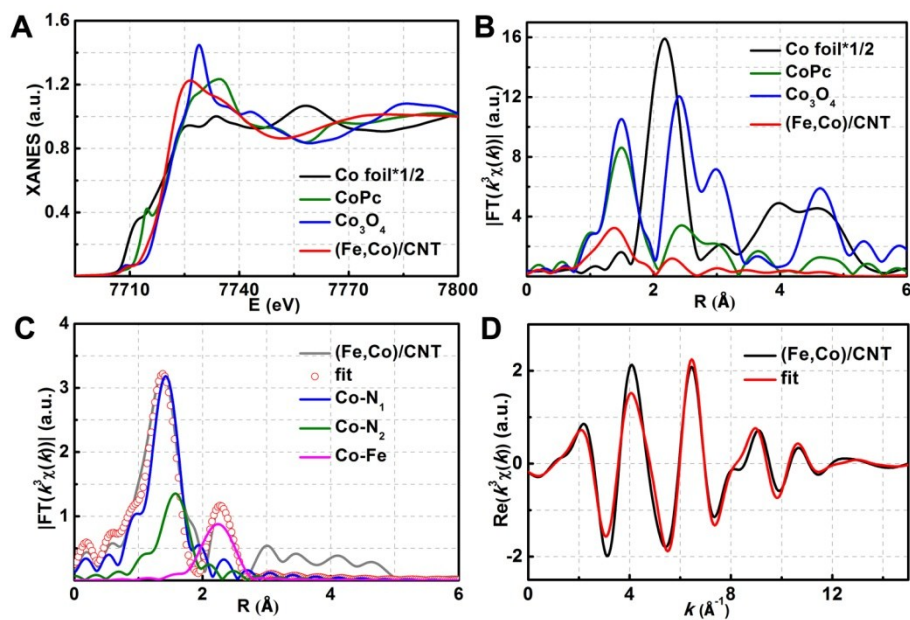 A
XANES (a.u.)
1.6
1.2
0.8
0.4
Co foil*1/2
CoPc
Co₃O₄
(Fe,Co)/CNT
7710 7740 7770 7800
E (eV)
B
|FT(k³χ(k))| (a.u.)
16
12
8
4
0
Co foil*1/2
CoPc
Co₃O₄
(Fe,Co)/CNT
0 2 4 6
R (Å)
C
|FT(k³χ(k))| (a.u.)
4
3
2
1
(Fe,Co)/CNT
fit
Co-N₁
Co-N₂
Co-Fe
0 2 4 6
R (Å)
D
Re(k³χ(k)) (a.u.)
2
0
-2
(Fe,Co)/CNT
fit
0 4 8 12
k (Å⁻¹)